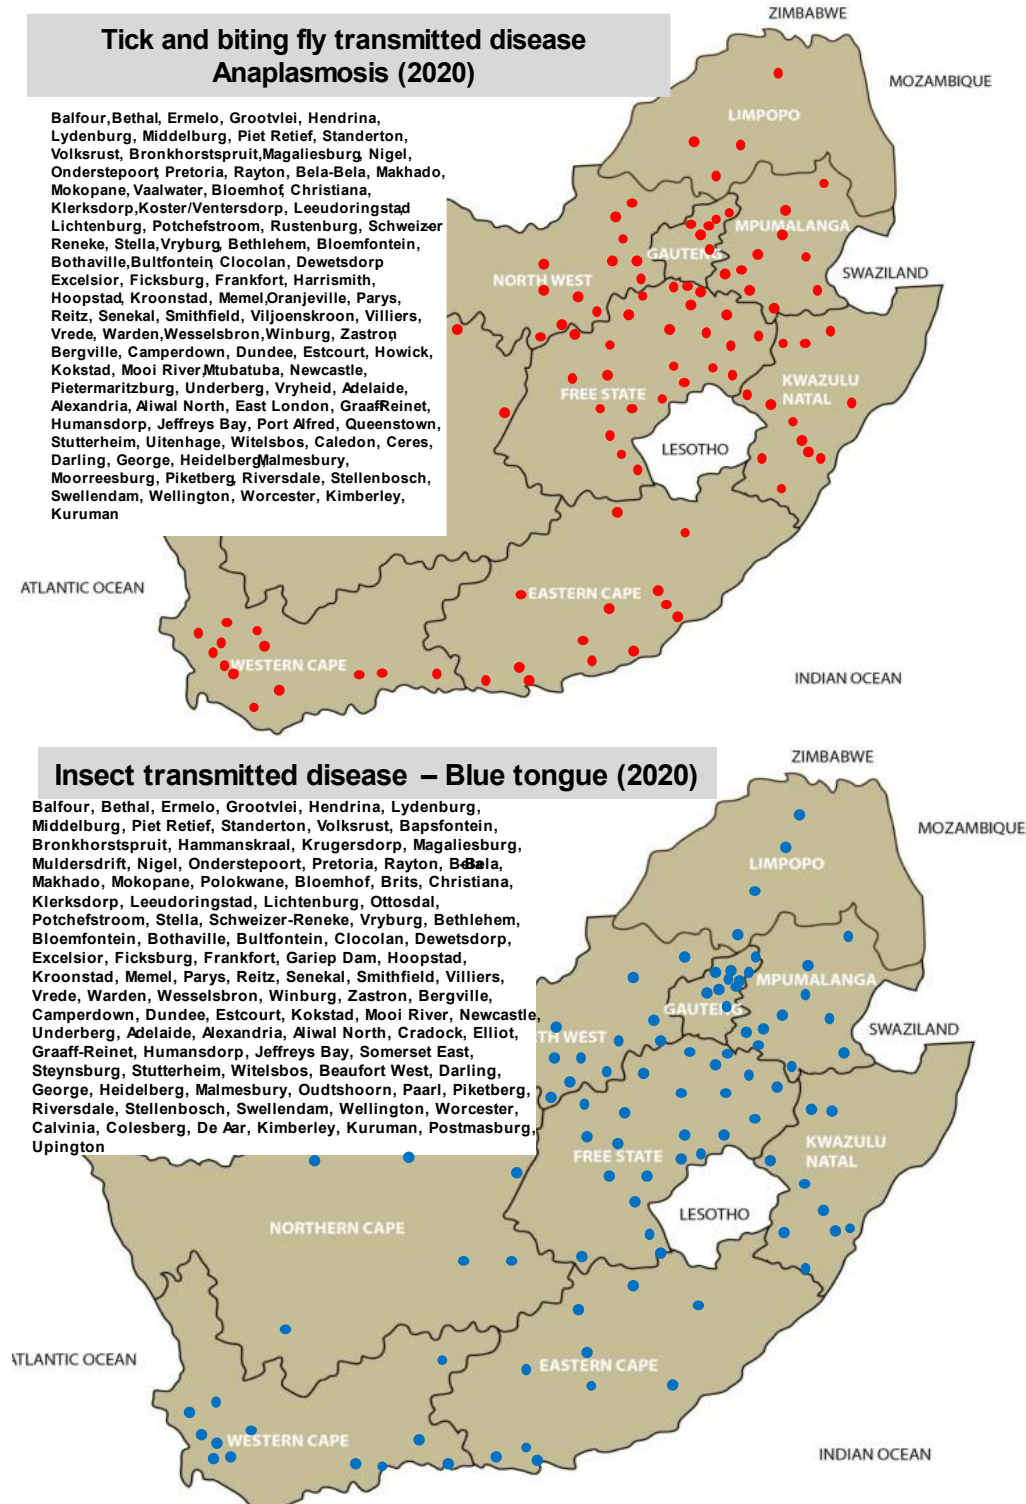 ZIMBABWE
Tick and biting fly transmitted disease
Anaplasmosis (2020)
MOZAMBIQUE
LIMPOPO
Balfour,Bethal, Ermelo, Grootvlei, Hendrina,
Lydenburg, Middelburg, Piet Retief, Standerton,
Volksrust, Bronkhorstspruit,Magaliesburg, Nigel,
Onderstepoort, Pretoria, Rayton, Bela-Bela, Makhado,
Mokopane, Vaalwater, Bloemhof, Christiana,
Klerksdorp,Koster/Ventersdorp, Leeudoringstad,
Lichtenburg, Potchefstroom, Rustenburg, Schweizer
Reneke, Stella,Vryburg, Bethlehem, Bloemfontein,
Bothaville,Bultfontein, Clocolan, Dewetsdorp
Excelsior, Ficksburg, Frankfort, Harrismith,
Hoopstad, Kroonstad, Memel,Oranjeville, Parys,
Reitz, Senekal, Smithfield, Viljoenskroon, Villiers,
Vrede, Warden,Wesselsbron,Winburg, Zastron,
Bergville, Camperdown, Dundee, Estcourt, Howick,
Kokstad, Mooi River,Mtubatuba, Newcastle,
Pietermaritzburg, Underberg, Vryheid, Adelaide,
Alexandria, Aliwal North, East London, Graaff-Reinet,
Humansdorp, Jeffreys Bay, Port Alfred, Queenstown,
Stutterheim, Uitenhage, Witelsbos, Caledon, Ceres,
Darling, George, Heidelberg,Malmesbury,
Moorreesburg, Piketberg, Riversdale, Stellenbosch,
Swellendam, Wellington, Worcester, Kimberley,
Kuruman
MPUMALANGA
GAUTENG
NORTH WEST
SWAZILAND
FREE STATE
KWAZULU
NATAL
LESOTHO
ATLANTIC OCEAN
EASTERN CAPE
WESTERN CAPE
INDIAN OCEAN
ZIMBABWE
Insect transmitted disease – Blue tongue (2020)
MOZAMBIQUE
LIMPOPO
Balfour, Bethal, Ermelo, Grootvlei, Hendrina, Lydenburg,
Middelburg, Piet Retief, Standerton, Volksrust, Bapsfontein,
Bronkhorstspruit, Hammanskraal, Krugersdorp, Magaliesburg,
Muldersdrift, Nigel, Onderstepoort, Pretoria, Rayton, Bela-Bela,
Makhado, Mokopane, Polokwane, Bloemhof, Brits, Christiana,
Klerksdorp, Leeudoringstad, Lichtenburg, Ottosdal,
Potchefstroom, Stella, Schweizer-Reneke, Vryburg, Bethlehem,
Bloemfontein, Bothaville, Bultfontein, Clocolan, Dewetsdorp,
Excelsior, Ficksburg, Frankfort, Gariep Dam, Hoopstad,
Kroonstad, Memel, Parys, Reitz, Senekal, Smithfield, Villiers,
Vrede, Warden, Wesselsbron, Winburg, Zastron, Bergville,
Camperdown, Dundee, Estcourt, Kokstad, Mooi River, Newcastle,
Underberg, Adelaide, Alexandria, Aliwal North, Cradock, Elliot,
Graaff-Reinet, Humansdorp, Jeffreys Bay, Somerset East,
Steynsburg, Stutterheim, Witelsbos, Beaufort West, Darling,
George, Heidelberg, Malmesbury, Oudtshoorn, Paarl, Piketberg,
Riversdale, Stellenbosch, Swellendam, Wellington, Worcester,
Calvinia, Colesberg, De Aar, Kimberley, Kuruman, Postmasburg,
Upington
MPUMALANGA
GAUTENG
TH WEST
SWAZILAND
FREE STATE
KWAZULU
NATAL
LESOTHO
NORTHERN CAPE
ATLANTIC OCEAN
EASTERN CAPE
WESTERN CAPE
INDIAN OCEAN